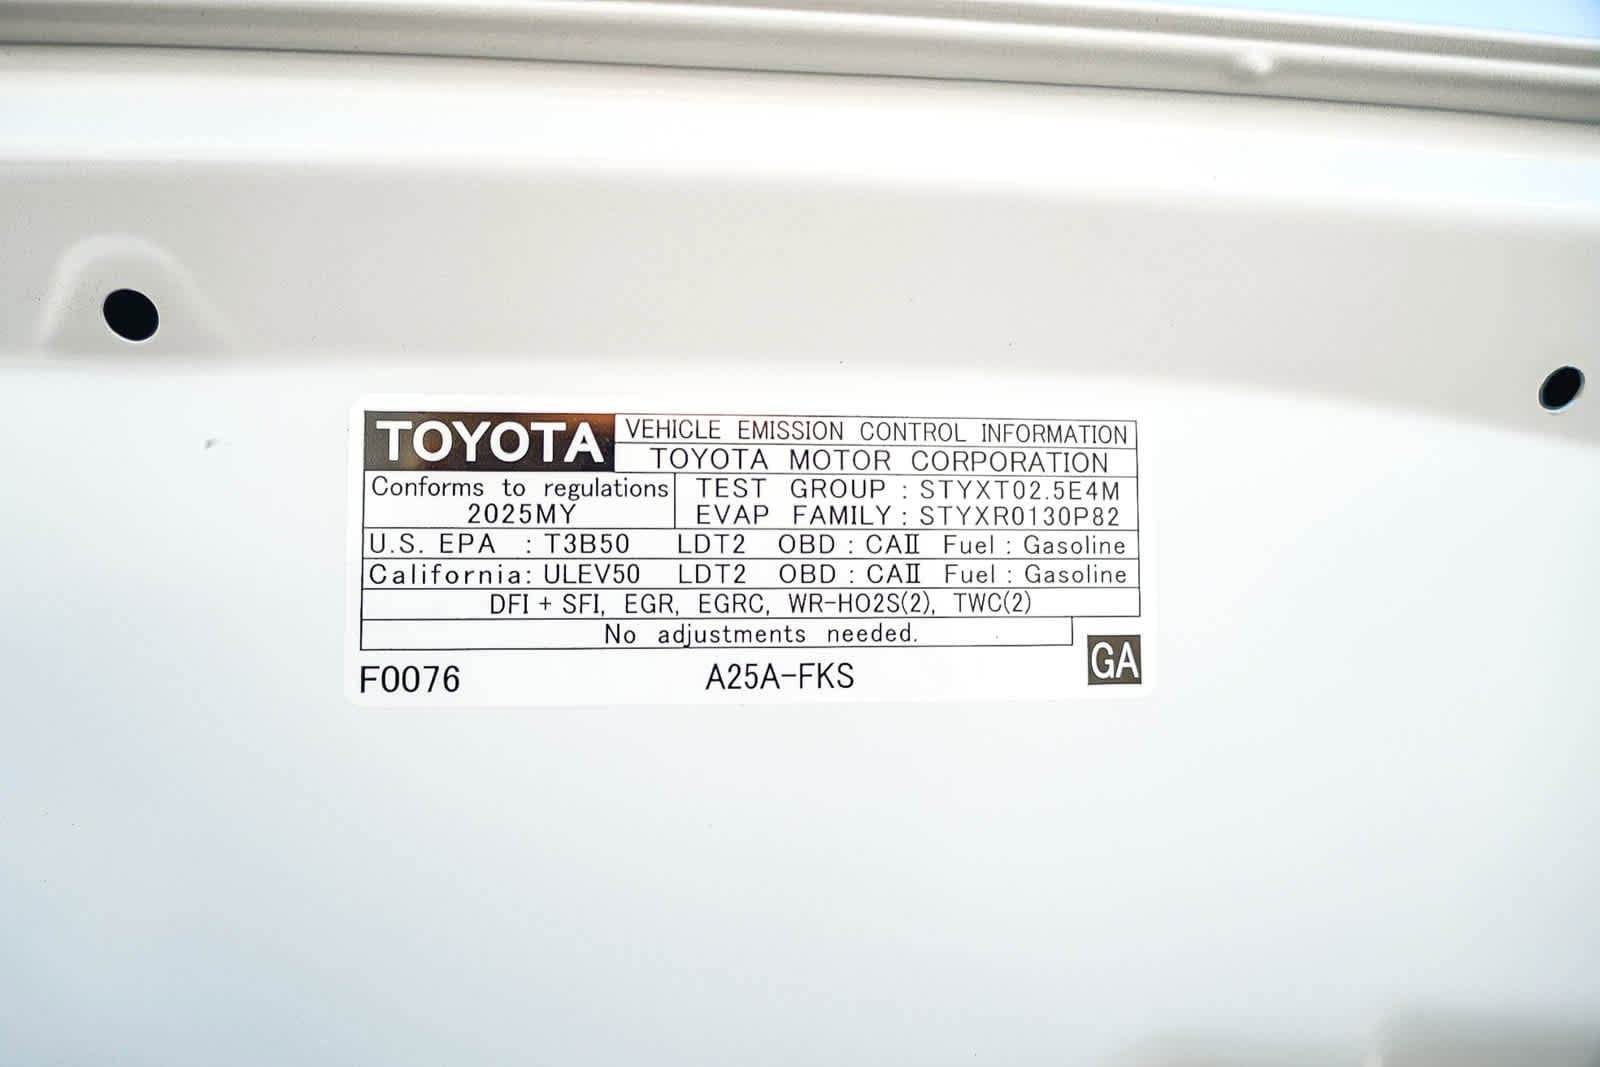 TOYOTA VEHICLE EMISSION CONTROL INFORMATION
TOYOTA MOTOR CORPORATION
Conforms to regulations TEST GROUP : STYXT02.5E4M
2025MY EVAP FAMILY : STYXR0130P82
U.S. EPA : T3B50 LDT2 OBD : CAⅡ Fuel : Gasoline
California: ULEV50 LDT2 OBD : CAⅡ Fuel : Gasoline
DFI + SFI, EGR, EGRC, WR-HO2S(2), TWC(2)
No adjustments needed.
F0076 A25A-FKS GA